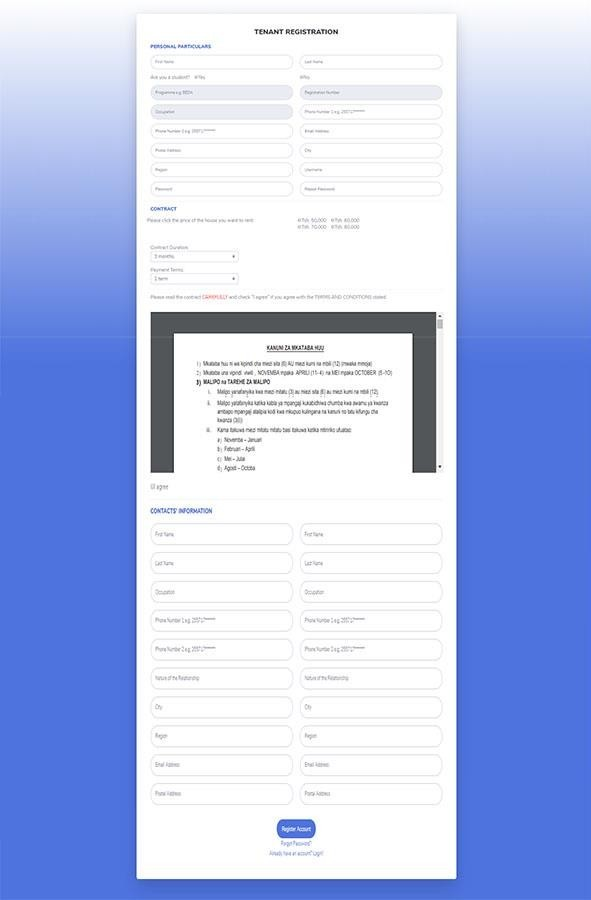 TENANT REGISTRATION
PERSONAL PARTICULARS
First Name Last Name
Are you a student? Yes No
Programme e.g. BEDA Registration Number
Occupation Phone Number 1 e.g. 25571*******
Phone Number 2 e.g. 25571******* Email Address
Postal Address City
Region Username
Password Repeat Password
CONTRACT
Please click the price of the house you want to rent: Tsh. 50,000 Tsh. 60,000
Tsh. 70,000 Tsh. 80,000
Contract Duration:
3 months
Payment Terms:
1 term
Please read the contract CAREFULLY and check "I agree" if you agree with the TERMS AND CONDITIONS stated
KANUNI ZA MKATABA HUU
1) Mkataba huu ni wa kipindi cha miezi sita (6) AU miezi kumi na mbili (12) (mwaka mmoja)
2) Mkataba una vipindi viwili , NOVEMBA mpaka APRILI (11- 4) na MEI mpaka OCTOBER (5-10)
3) MALIPO na TAREHE ZA MALIPO
i. Malipo yanafanyika kwa miezi mitatu (3) au miezi sita (6) au miezi kumi na mbili (12).
ii. Malipo yatafanyika katika kabla ya mpangaji kukabidhiwa chumba kwa awamu ya kwanza
ambapo mpangaji atalipia kodi kwa mkupuo kulingana na kanuni no tatu kifungu cha
kwanza (3(i))
iii. Kama itakuwa miezi mitatu mitatu basi itakuwa katika mtiririko ufuatao:
a) Novemba – Januari
b) Februari – Aprili
c) Mei – Julai
d) Agosti – Octoba
I agree
CONTACTS' INFORMATION
First Name First Name
Last Name Last Name
Occupation Occupation
Phone Number 1 e.g. 25571******* Phone Number 1 e.g. 25571*******
Phone Number 2 e.g. 25571******* Phone Number 2 e.g. 25571*******
Nature of the Relationship Nature of the Relationship
City City
Region Region
Email Address Email Address
Postal Address Postal Address
Register Account
Forgot Password?
Already have an account? Login!